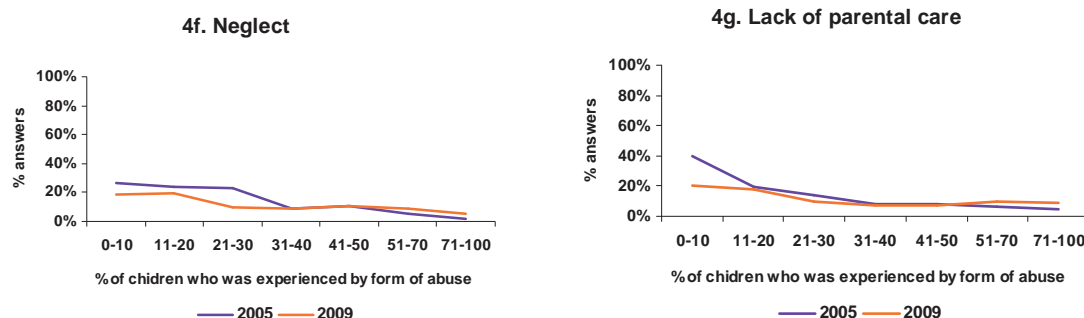 4f. Neglect
100%
80%
60%
40%
20%
0%
% answers
0-10 11-20 21-30 31-40 41-50 51-70 71-100
% of chidren who was experienced by form of abuse
2005 2009
4g. Lack of parental care
100%
80%
60%
40%
20%
0%
% answers
0-10 11-20 21-30 31-40 41-50 51-70 71-100
% of chidren who was experienced by form of abuse
2005 2009